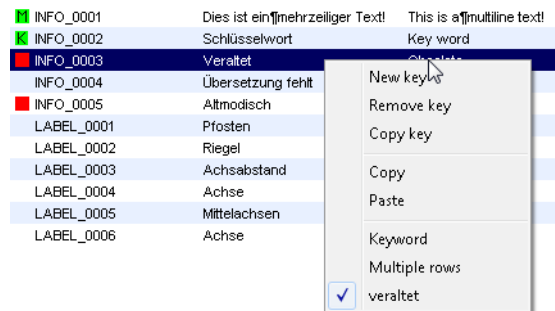 M INFO_0001 Dies ist ein¶mehrzeiliger Text! This is a¶multiline text!
K INFO_0002 Schlüsselwort Key word
INFO_0003 Veraltet Obsolete
INFO_0004 Übersetzung fehlt
INFO_0005 Altmodisch
LABEL_0001 Pfosten
LABEL_0002 Riegel
LABEL_0003 Achsabstand
LABEL_0004 Achse
LABEL_0005 Mittelachsen
LABEL_0006 Achse
New key
Remove key
Copy key
Copy
Paste
Keyword
Multiple rows
veraltet